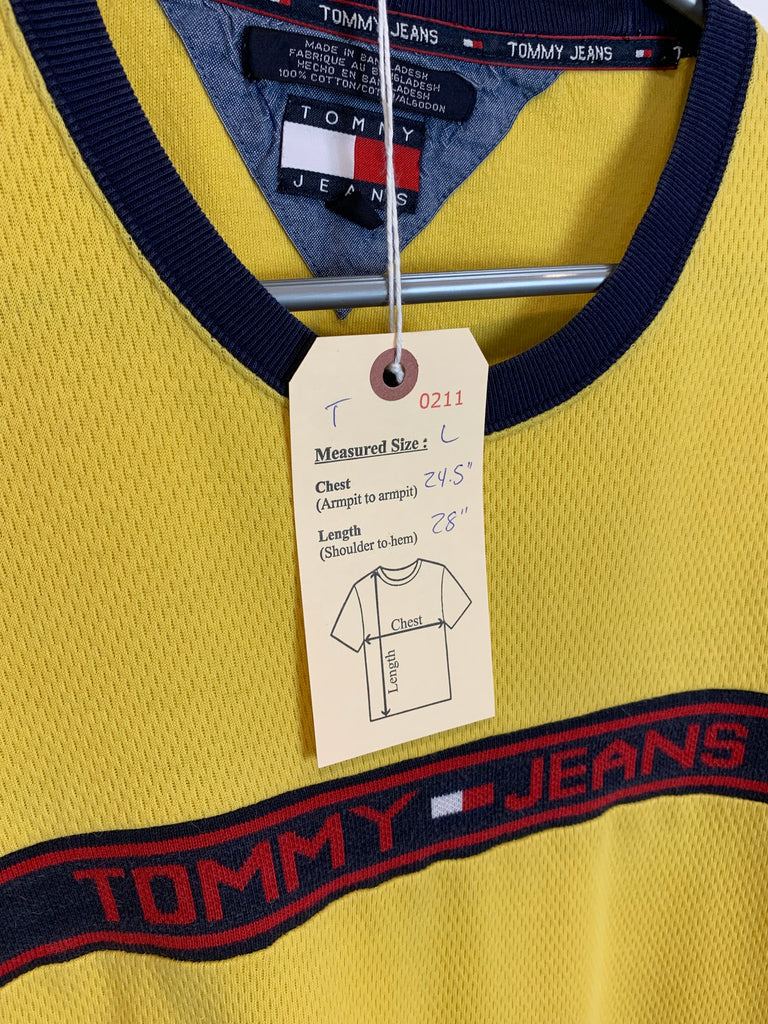 TOMMY JEANS TOMMY JEANS T
MADE IN BANGLADESH
FABRIQUE AU BANGLADESH
HECHO EN BANGLADESH
100% COTTON/COTON/ALGODON
TOMMY
JEANS
T 0211
Measured Size : L
Chest 24.5"
(Armpit to armpit)
Length 28"
(Shoulder to hem)
Chest
Length
TOMMY JEANS